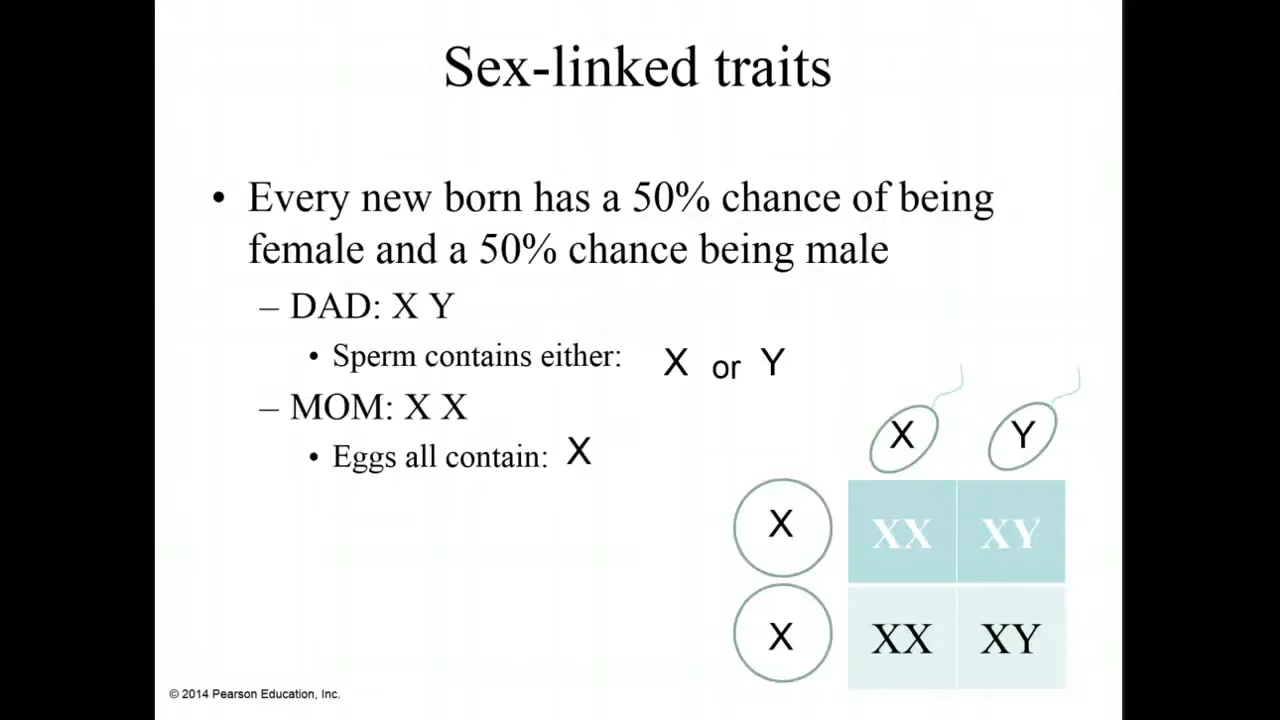 Sex-linked traits
• Every new born has a 50% chance of being
female and a 50% chance being male
– DAD: X Y
• Sperm contains either: X or Y
– MOM: X X
• Eggs all contain: X
X Y
X XX XY
X XX XY
© 2014 Pearson Education, Inc.